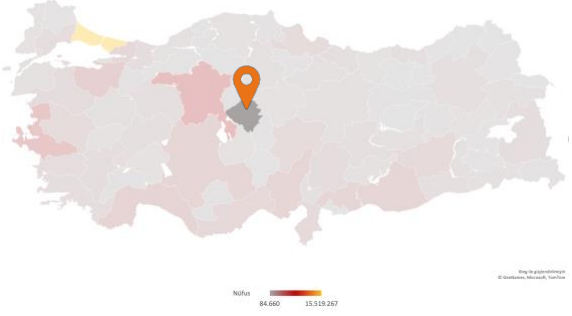 Bing ile güçlendirilmiştir
© GeoNames, Microsoft, TomTom
Nüfus
84.660 15.519.267